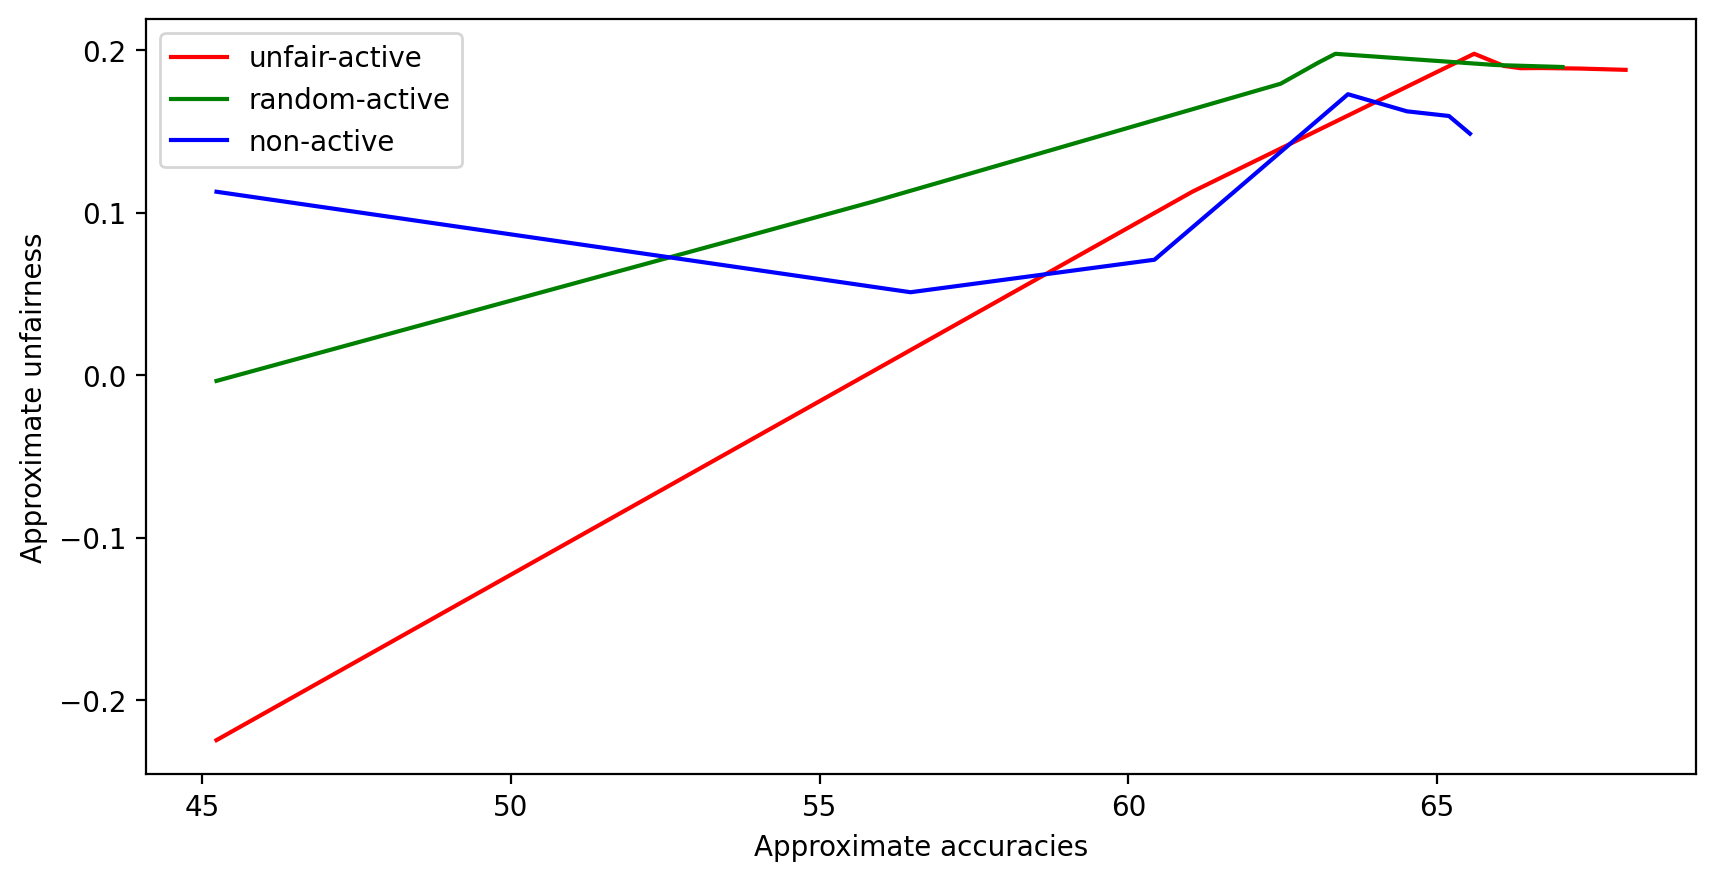 unfair-active
random-active
non-active
0.2
0.1
0.0
−0.1
−0.2
Approximate unfairness
45
50
55
60
65
Approximate accuracies